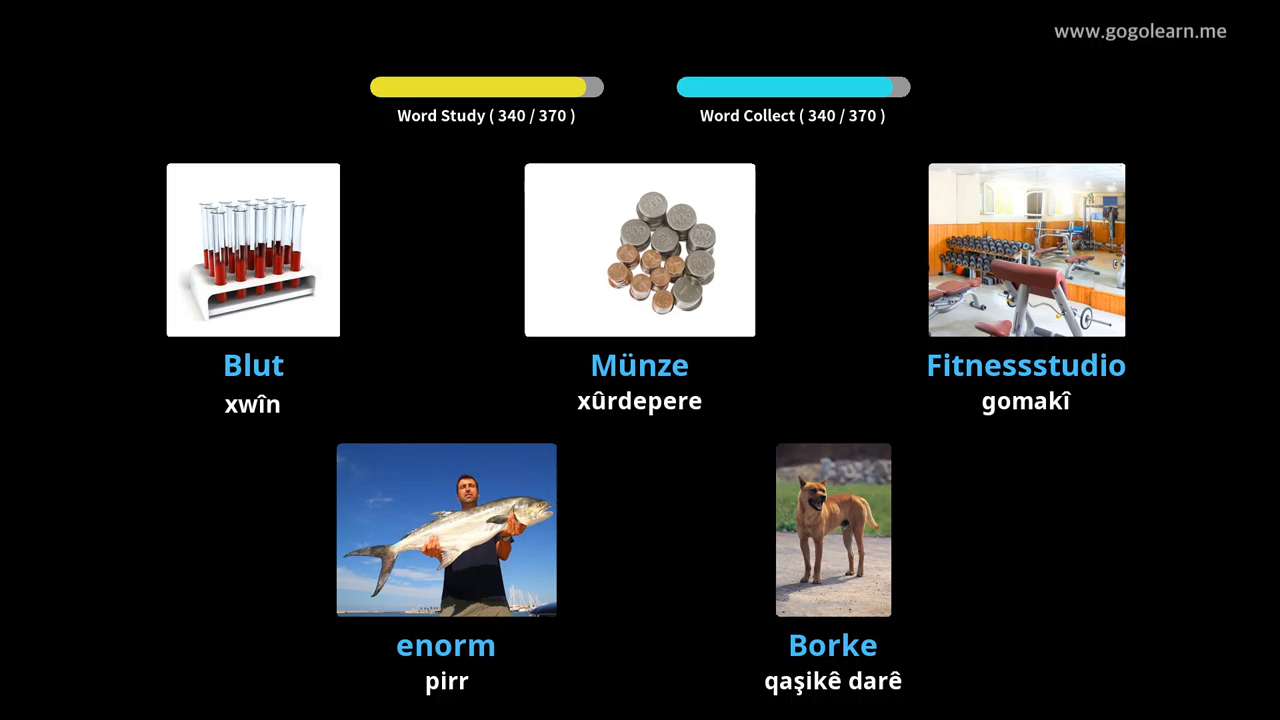 www.gogolearn.me
Word Study ( 340 / 370 )
Word Collect ( 340 / 370 )
Blut
xwîn
Münze
xûrdepere
Fitnessstudio
gomakî
enorm
pirr
Borke
qaşikê darê